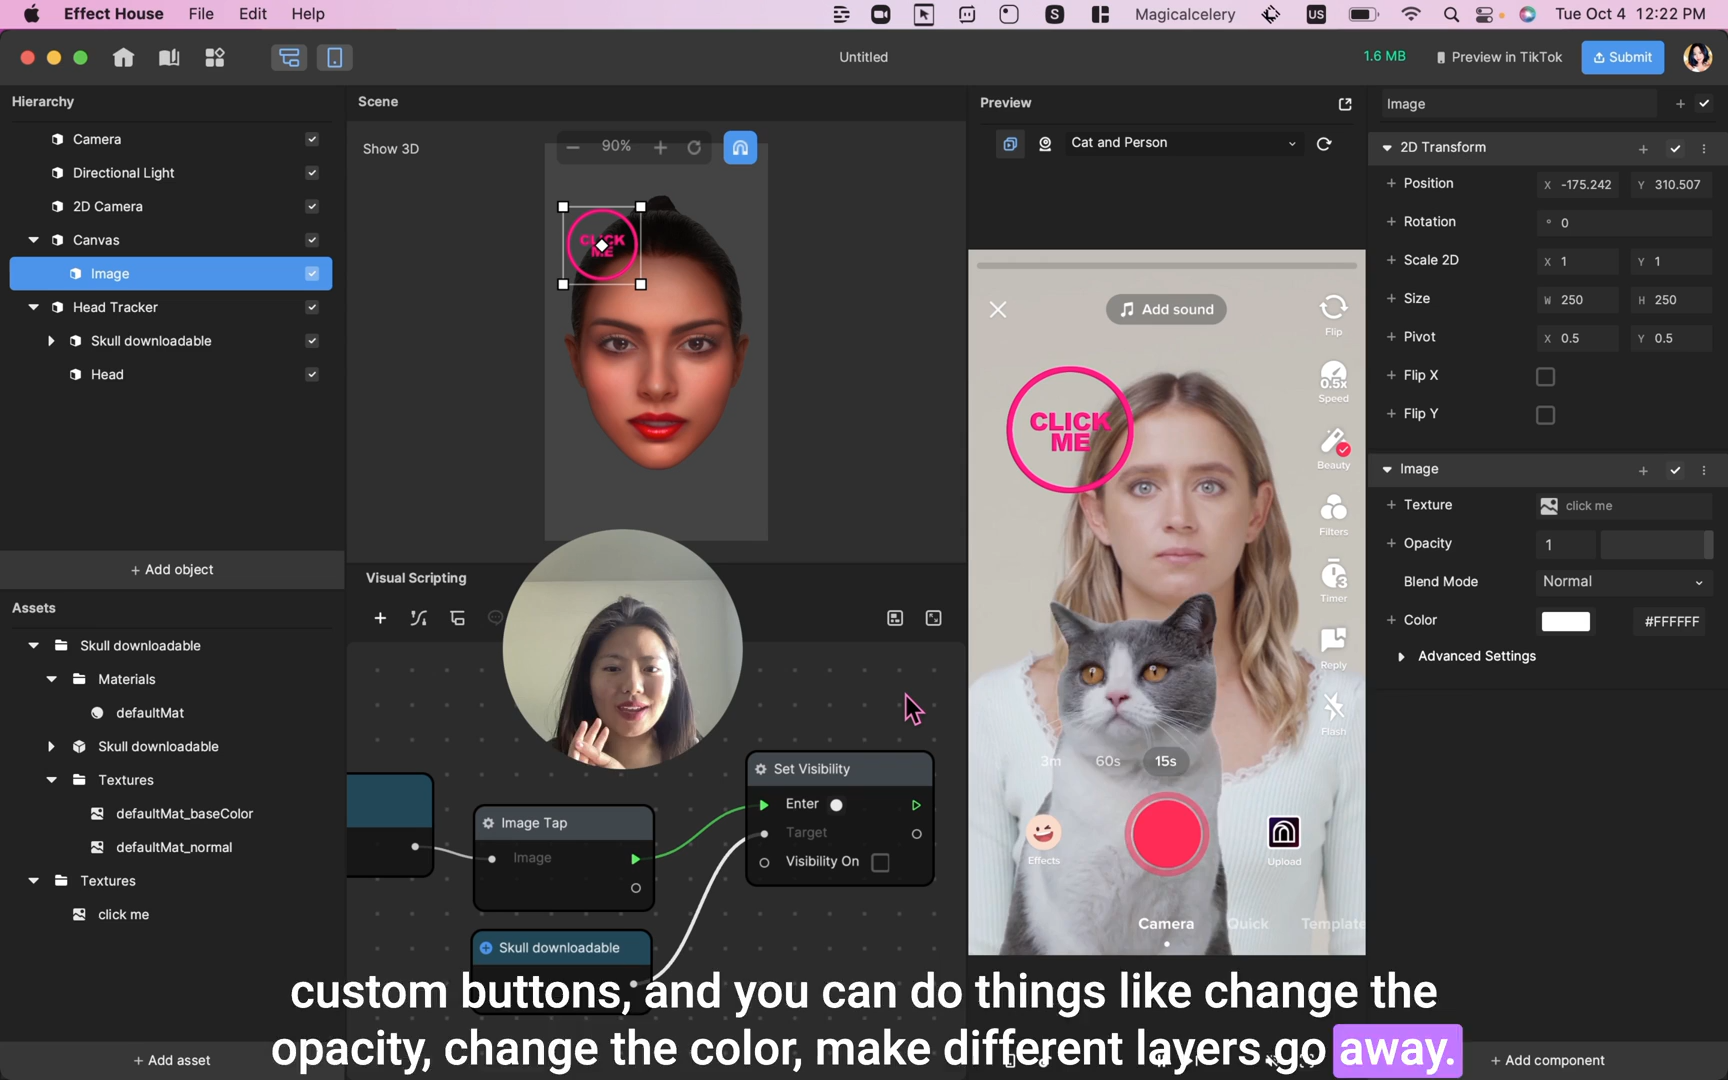 Effect House File Edit Help
S
Magicalcelery
US
Tue Oct 4 12:22 PM
Untitled
1.6 MB
Preview in TikTok
Submit
Hierarchy
Camera
Directional Light
2D Camera
Canvas
Image
Head Tracker
Skull downloadable
Head
+ Add object
Assets
Skull downloadable
Materials
defaultMat
Skull downloadable
Textures
defaultMat_baseColor
defaultMat_normal
Textures
click me
+ Add asset
Scene
Show 3D
90%
CLICK
ME
Visual Scripting
Image Tap
Image
Skull downloadable
Set Visibility
Enter
Target
Visibility On
Preview
Cat and Person
Add sound
Flip
0.5x
Speed
Beauty
Filters
3
Timer
Reply
Flash
CLICK
ME
3m 60s 15s
Effects
Upload
Camera Quick Template
Image
2D Transform
Position X -175.242 Y 310.507
Rotation ° 0
Scale 2D X 1 Y 1
Size W 250 H 250
Pivot X 0.5 Y 0.5
Flip X
Flip Y
Image
Texture click me
Opacity 1
Blend Mode Normal
Color #FFFFFF
Advanced Settings
+ Add component
custom buttons, and you can do things like change the
opacity, change the color, make different layers go away.